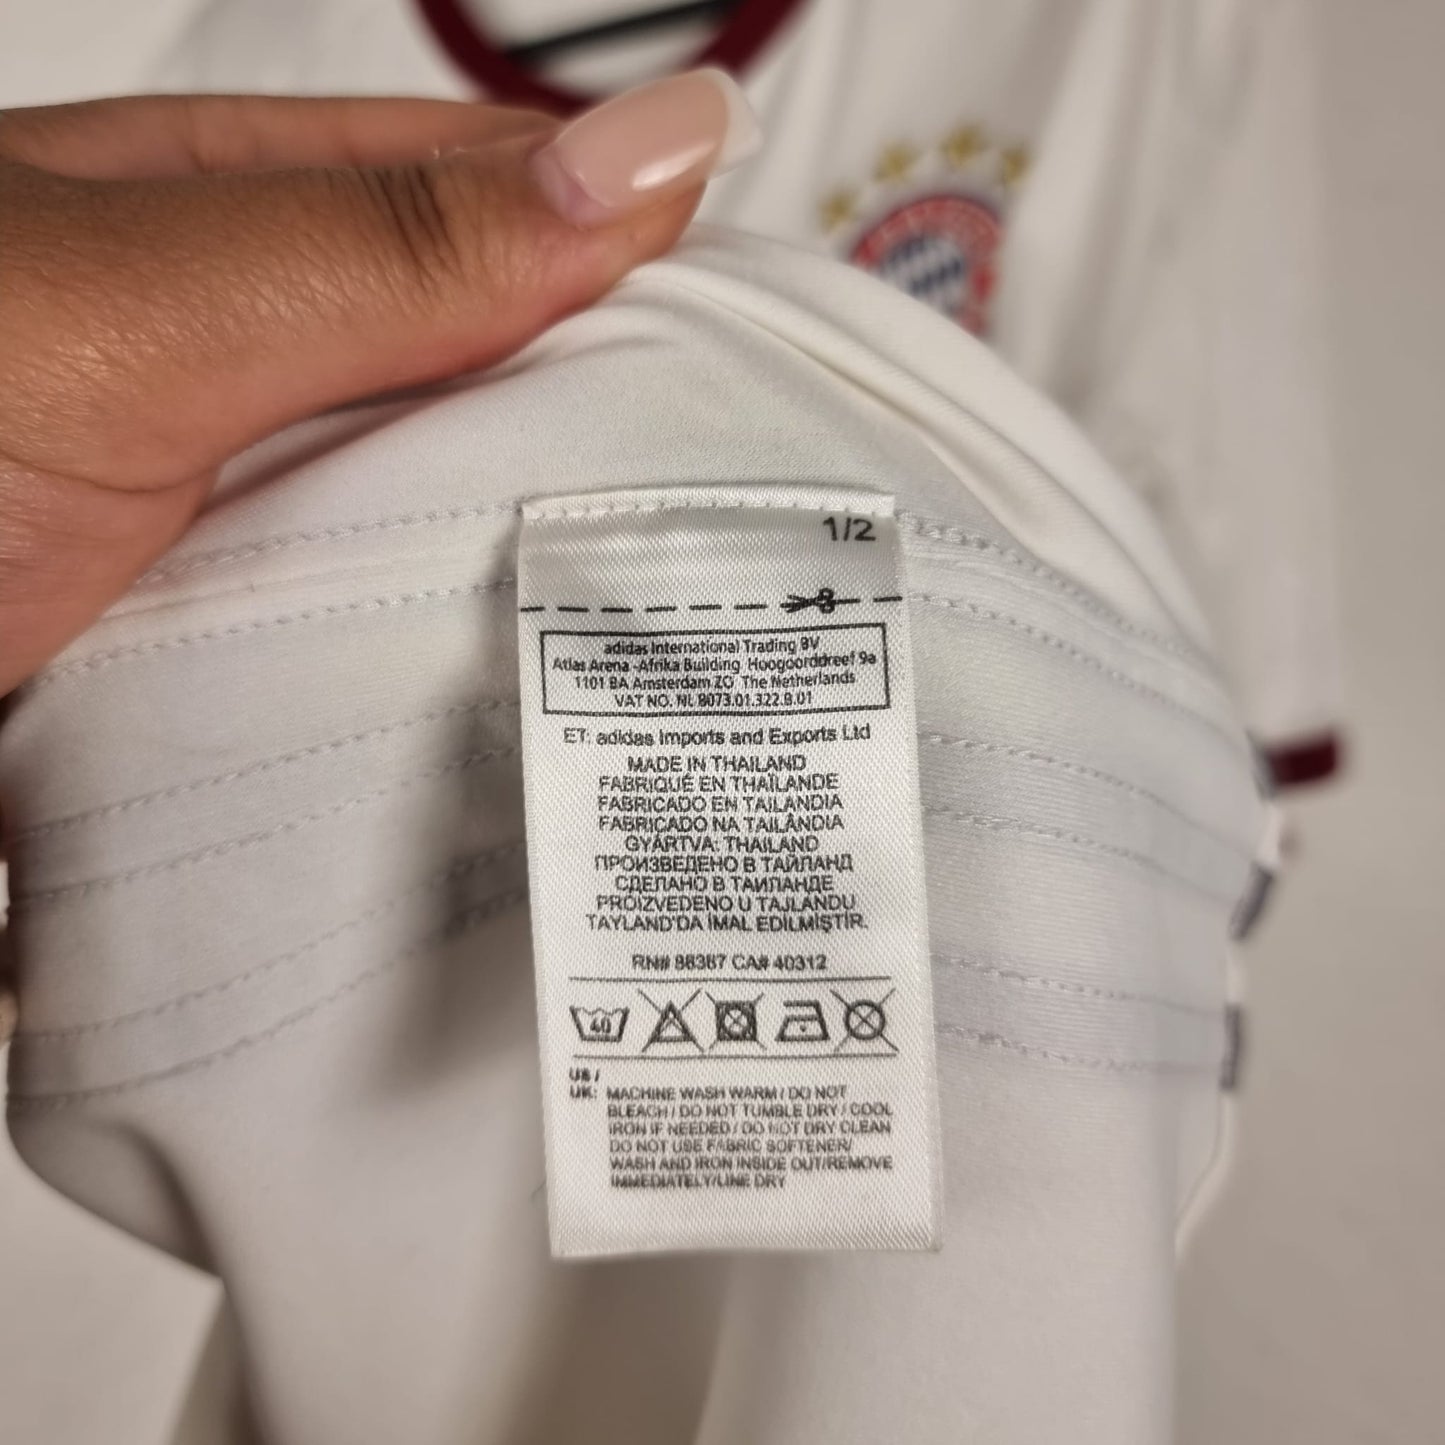 1/2
adidas International Trading BV
Atlas Arena -Afrika Building Hoogoorddreef 9a
1101 BA Amsterdam ZO The Netherlands
VAT NO. NL 8073.01.322.B.01
ET: adidas Imports and Exports Ltd
MADE IN THAILAND
FABRIQUÉ EN THAÏLANDE
FABRICADO EN TAILANDIA
FABRICADO NA TAILÂNDIA
GYÁRTVA: THAILAND
ПРОИЗВЕДЕНО В ТАЙЛАНД
СДЕЛАНО В ТАИЛАНДЕ
PROIZVEDENO U TAJLANDU
TAYLAND'DA İMAL EDİLMİŞTİR.
RN# 88387 CA# 40312
40
US /
UK: MACHINE WASH WARM / DO NOT
BLEACH / DO NOT TUMBLE DRY / COOL
IRON IF NEEDED / DO NOT DRY CLEAN
DO NOT USE FABRIC SOFTENER/
WASH AND IRON INSIDE OUT/REMOVE
IMMEDIATELY/LINE DRY